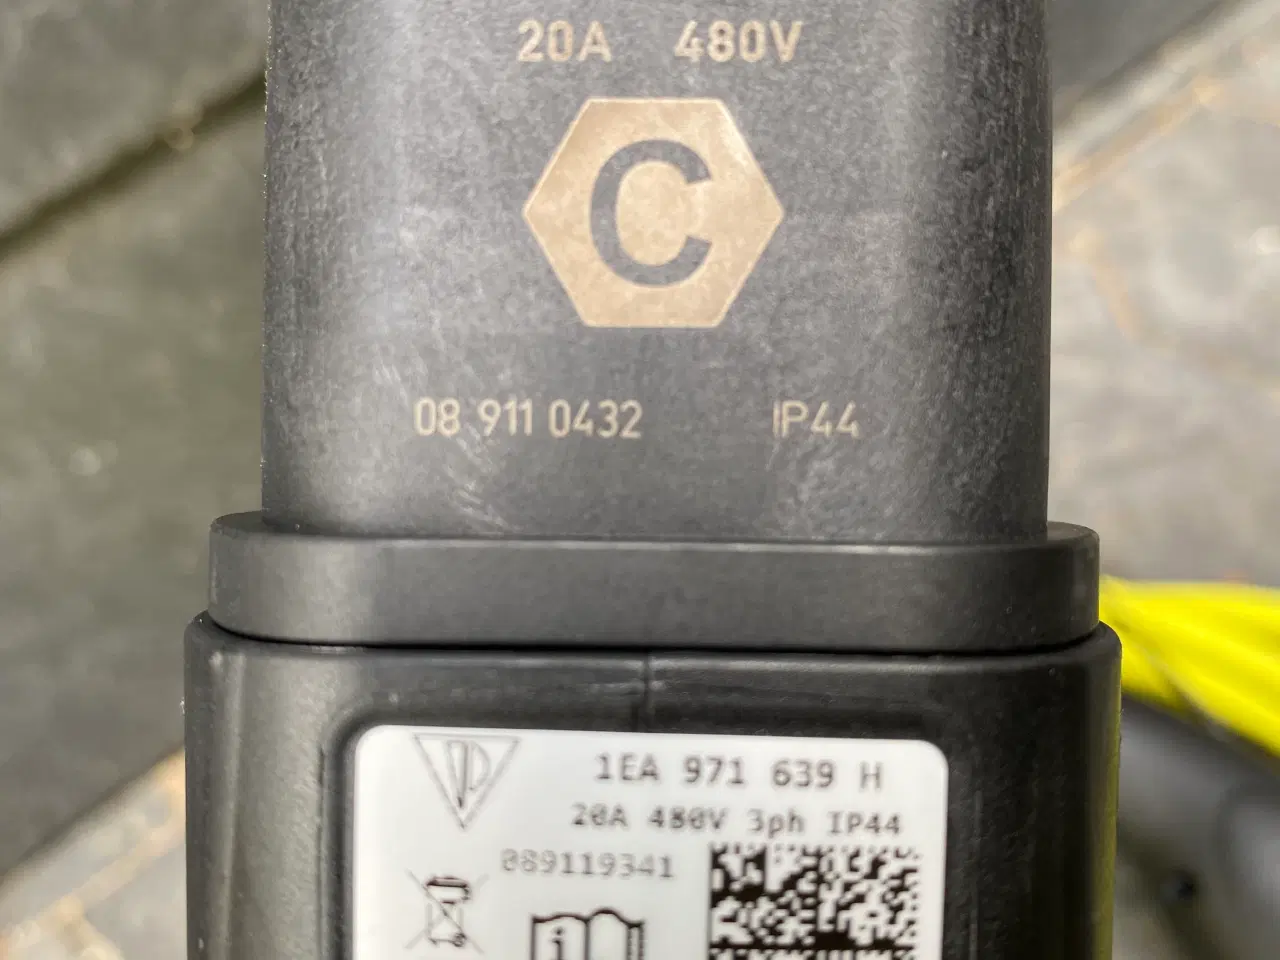 20A 480V
C
08 911 0432 IP44
1EA 971 639 H
20A 480V 3ph IP44
089119341
i